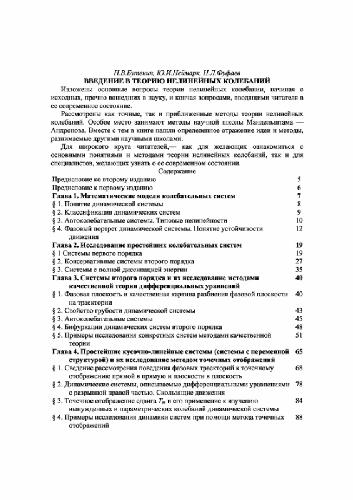 Н.В.Бутенин, Ю.И.Неймарк, Н.Л.Фуфаев
ВВЕДЕНИЕ В ТЕОРИЮ НЕЛИНЕЙНЫХ КОЛЕБАНИЙ
Изложены основные вопросы теории нелинейных колебаний, начиная с
исходных, прочно вошедших в науку, и кончая вопросами, вводящими читателя в
ее современное состояние.
Рассмотрены как точные, так и приближенные методы теории нелинейных
колебаний. Особое место занимают методы научной школы Мандельштама —
Андронова. Вместе с тем в книге нашли определенное отражение идеи и методы,
развиваемые другими научными школами.
Для широкого круга читателей,— как для желающих ознакомиться с
основными понятиями и методами теории нелинейных колебаний, так и для
специалистов, желающих узнать о ее современном состоянии.
Содержание
Предисловие ко второму изданию 5
Предисловие к первому изданию 6
Глава 1. Математические модели колебательных систем 7
§ 1. Понятие динамической системы 8
§ 2. Классификация динамических систем 9
§ 3. Автоколебательные системы. Типовые нелинейности 10
§ 4. Фазовый портрет динамической системы. Понятие устойчивости 12
движения
Глава 2. Исследование простейших колебательных систем 19
§ 1 Системы первого порядка 19
§ 2. Консервативные системы второго порядка 27
§ 3. Системы с полной диссипацией энергии 35
Глава 3. Системы второго порядка и их исследование методами 40
качественной теории дифференциальных уравнений
§ 1. Фазовая плоскость и качественная картина разбиения фазовой плоскости 40
на траектории
§ 2. Свойство грубости динамической системы 43
§ 3. Автоколебательные системы 45
§ 4. Бифуркации динамических систем второго порядка 48
§ 5. Примеры исследования конкретных систем методами качественной 51
теории
Глава 4. Простейшие кусочно-линейные системы (системы с переменной 65
структурой) и их исследование методом точечных отображений
§ 1. Сведение рассмотрения поведения фазовых траекторий к точечному 68
отображению прямой в прямую и плоскости в плоскость
§ 2. Динамические системы, описываемые дифференциальными уравнениями 78
с разрывной правой частью. Скользящие движения
§ 3. Точечное отображение сдвига Tτ и его применение к изучению 84
вынужденных и параметрических колебаний динамической системы
§ 4. Примеры исследования динамики систем при помощи метода точечных 88
отображений